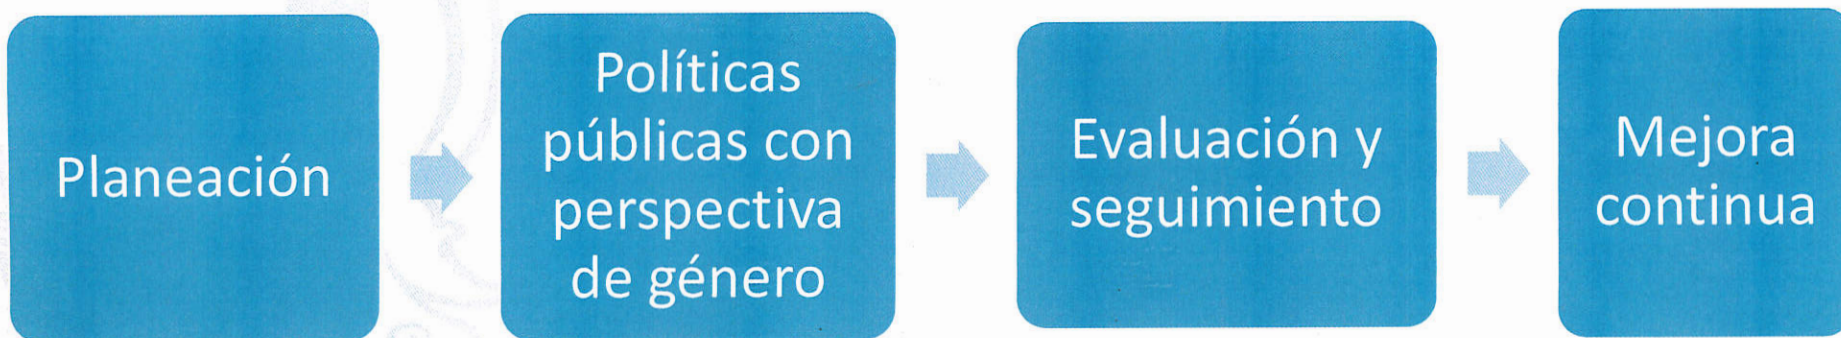 Planeación
Políticas
públicas con
perspectiva
de género
Evaluación y
seguimiento
Mejora
continua